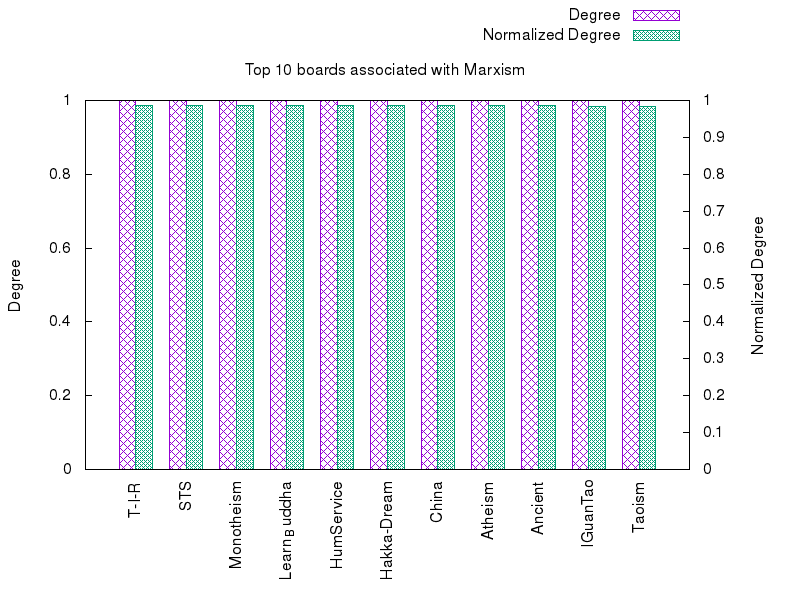 Degree
Normalized Degree
Top 10 boards associated with Marxism
1
0.8
0.6
0.4
0.2
0
Degree
1
0.9
0.8
0.7
0.6
0.5
0.4
0.3
0.2
0.1
0
Normalized Degree
T-I-R
STS
Monotheism
LearnBuddha
HumService
Hakka-Dream
China
Atheism
Ancient
IGuanTao
Taoism